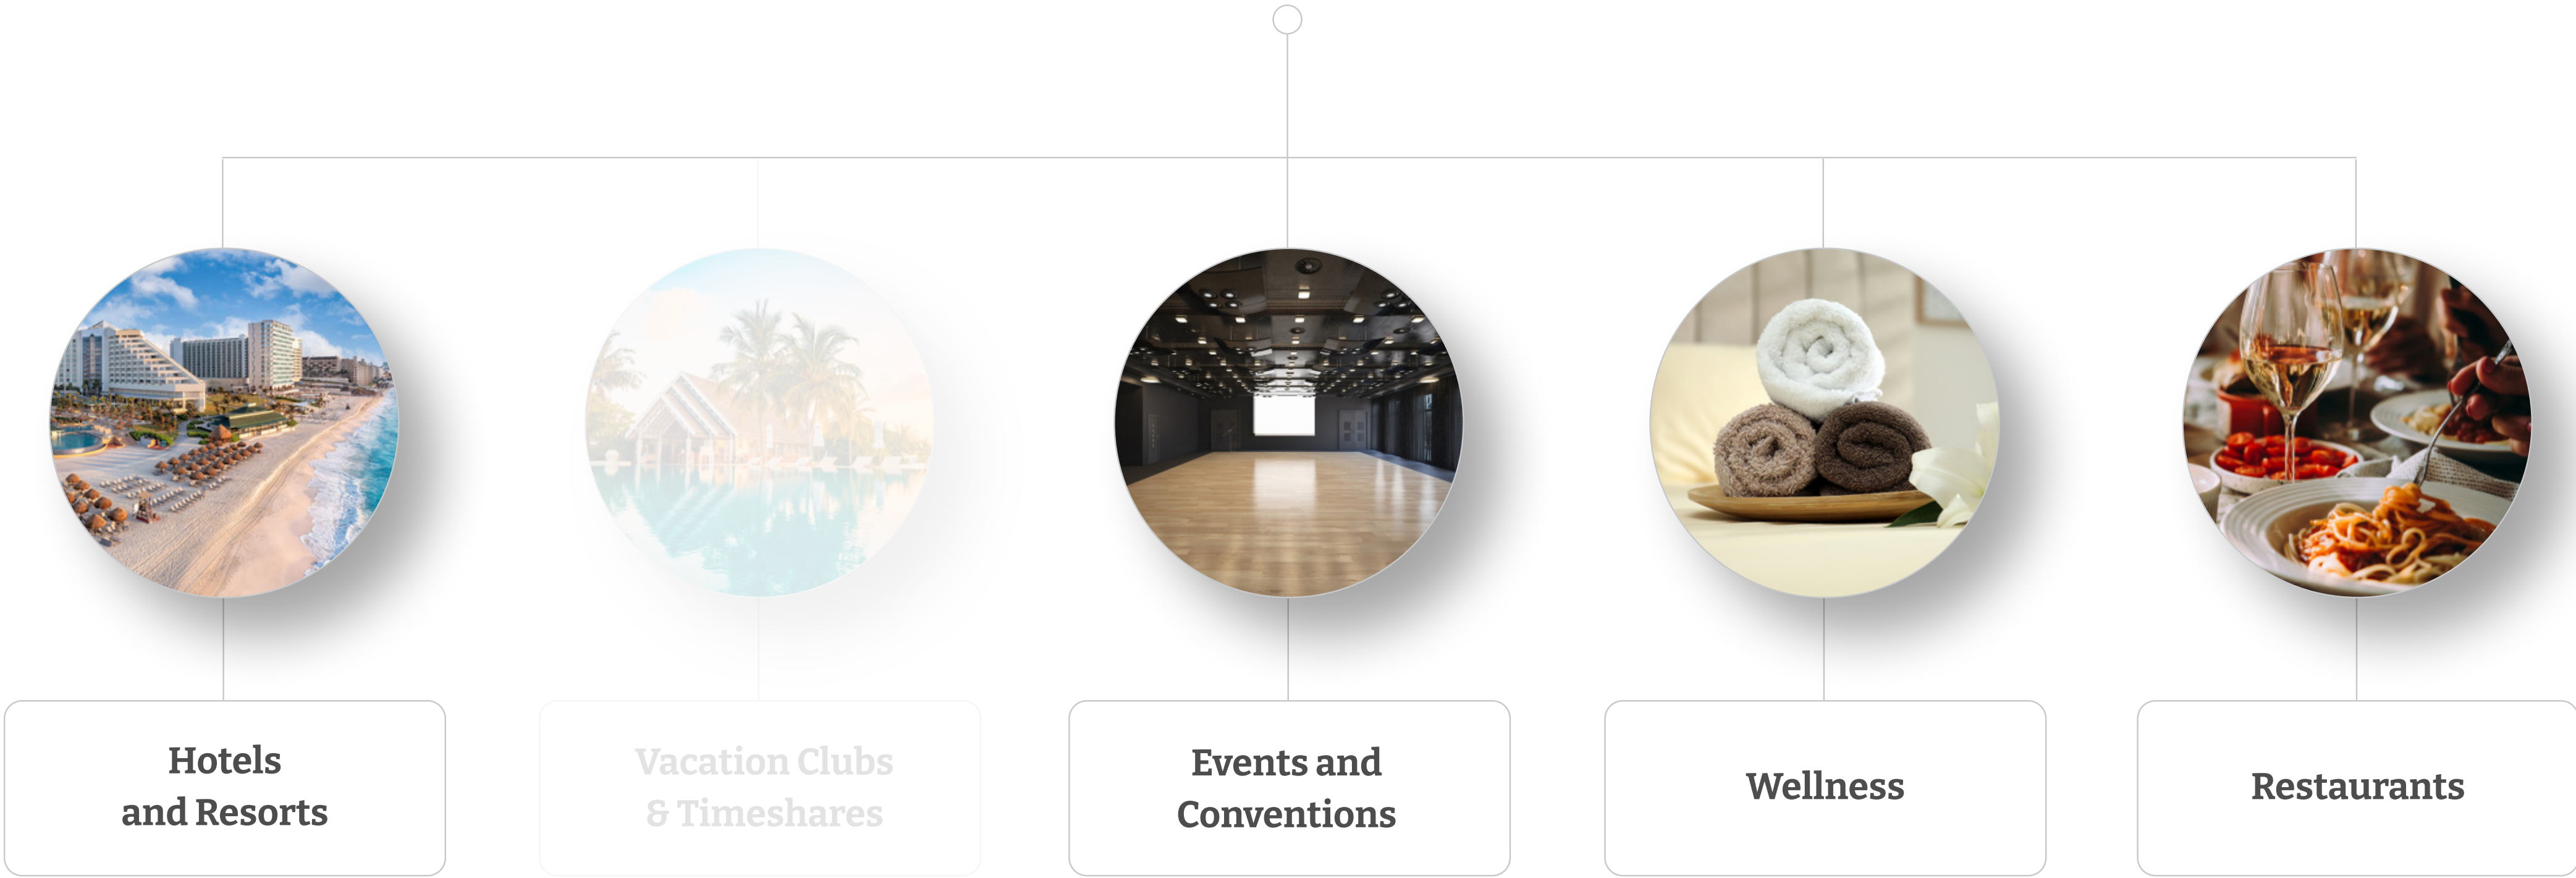 Hotels
and Resorts
Vacation Clubs
& Timeshares
Events and
Conventions
Wellness
Restaurants